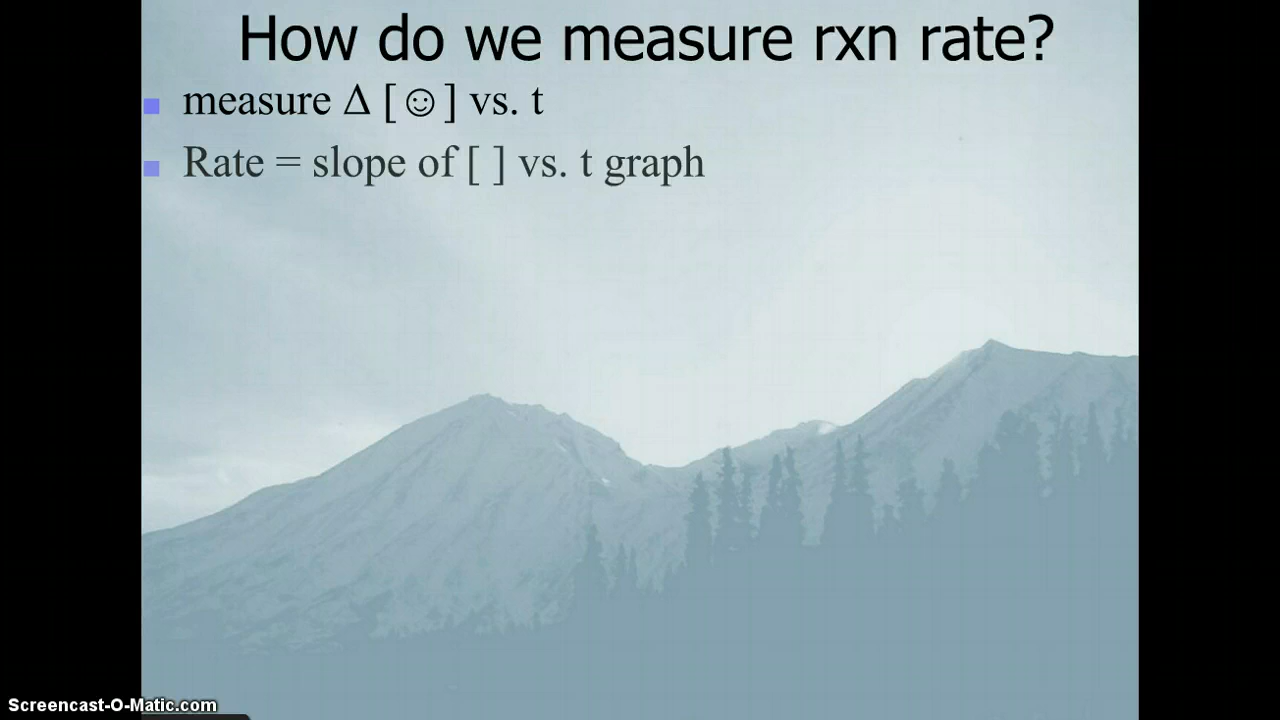 How do we measure rxn rate?
measure Δ [☺] vs. t
Rate = slope of [ ] vs. t graph
Screencast-O-Matic.com